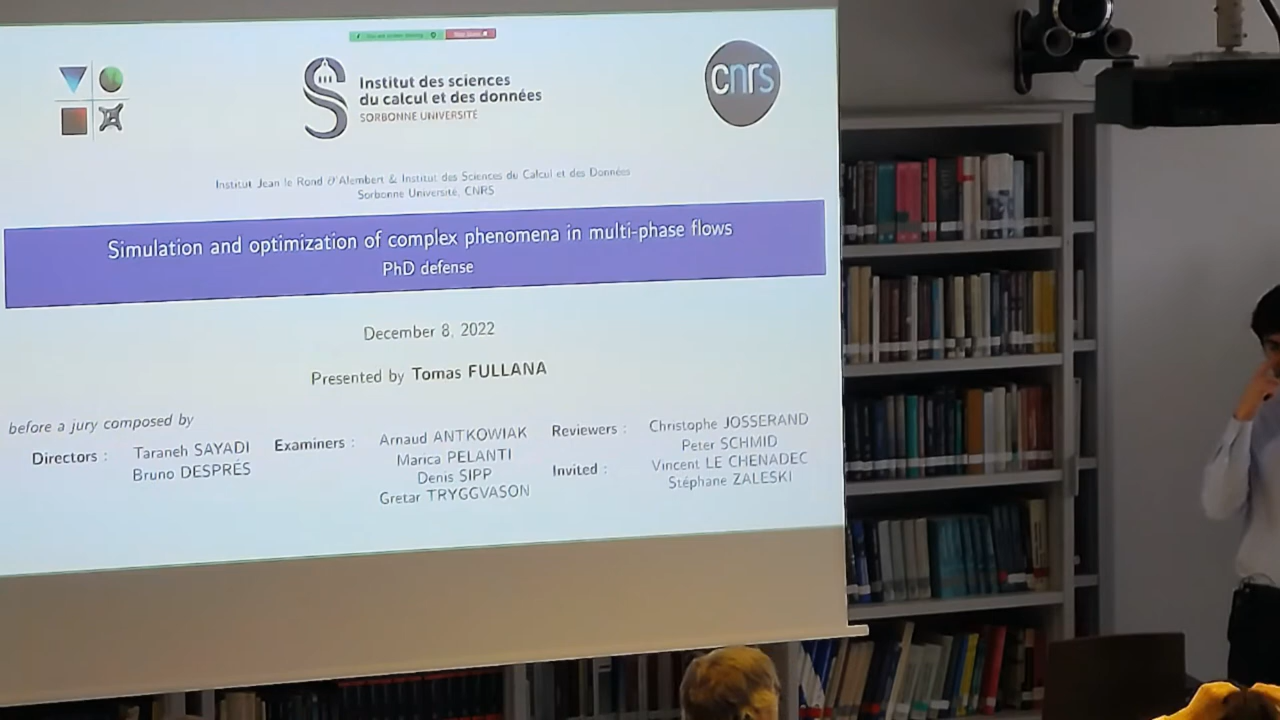 Institut des sciences
du calcul et des données
SORBONNE UNIVERSITÉ
cnrs
Institut Jean le Rond ∂'Alembert & Institut des Sciences du Calcul et des Données
Sorbonne Université, CNRS
Simulation and optimization of complex phenomena in multi-phase flows
PhD defense
December 8, 2022
Presented by Tomas FULLANA
before a jury composed by
Directors :
Taraneh SAYADI
Bruno DESPRÉS
Examiners :
Arnaud ANTKOWIAK
Marica PELANTI
Denis SIPP
Gretar TRYGGVASON
Reviewers :
Christophe JOSSERAND
Peter SCHMID
Invited :
Vincent LE CHENADEC
Stéphane ZALESKI